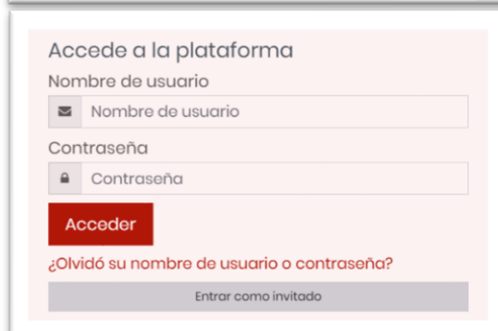 Accede a la plataforma
Nombre de usuario
Nombre de usuario
Contraseña
Contraseña
Acceder
¿Olvidó su nombre de usuario o contraseña?
Entrar como invitado